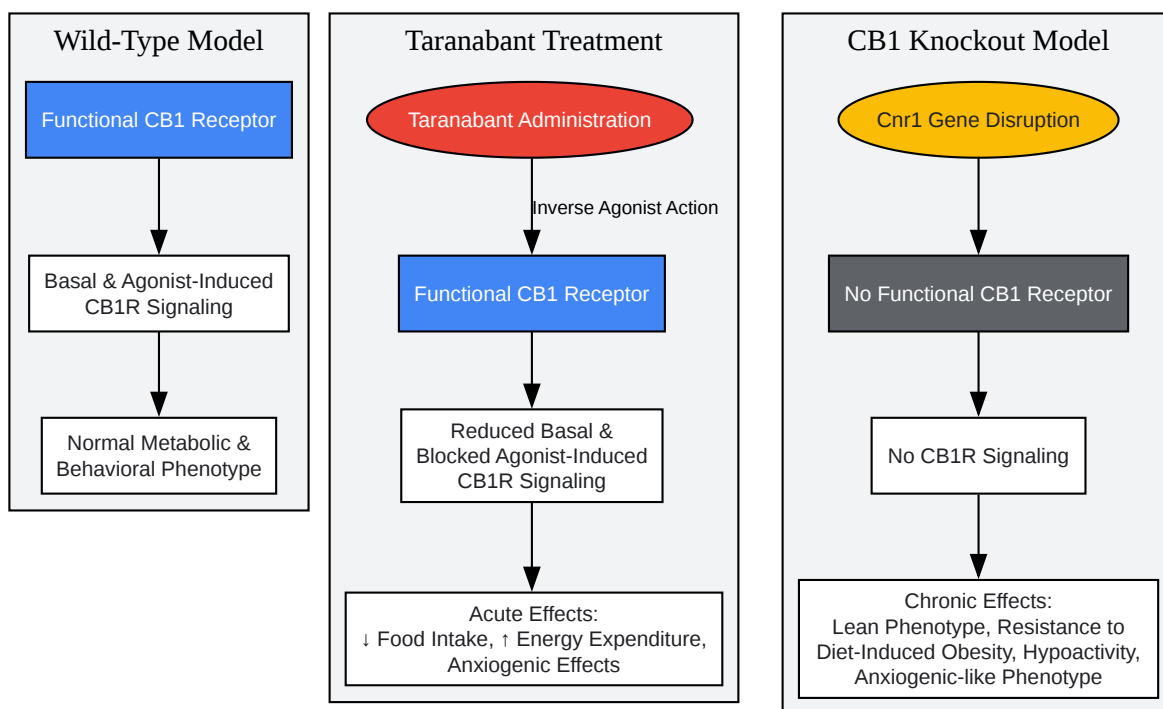 Wild-Type Model
Functional CB1 Receptor
Basal & Agonist-Induced
CB1R Signaling
Normal Metabolic &
Behavioral Phenotype
Taranabant Treatment
Taranabant Administration
Inverse Agonist Action
Functional CB1 Receptor
Reduced Basal &
Blocked Agonist-Induced
CB1R Signaling
Acute Effects:
↓ Food Intake, ↑ Energy Expenditure,
Anxiogenic Effects
CB1 Knockout Model
Cnr1 Gene Disruption
No Functional CB1 Receptor
No CB1R Signaling
Chronic Effects:
Lean Phenotype, Resistance to
Diet-Induced Obesity, Hypoactivity,
Anxiogenic-like Phenotype